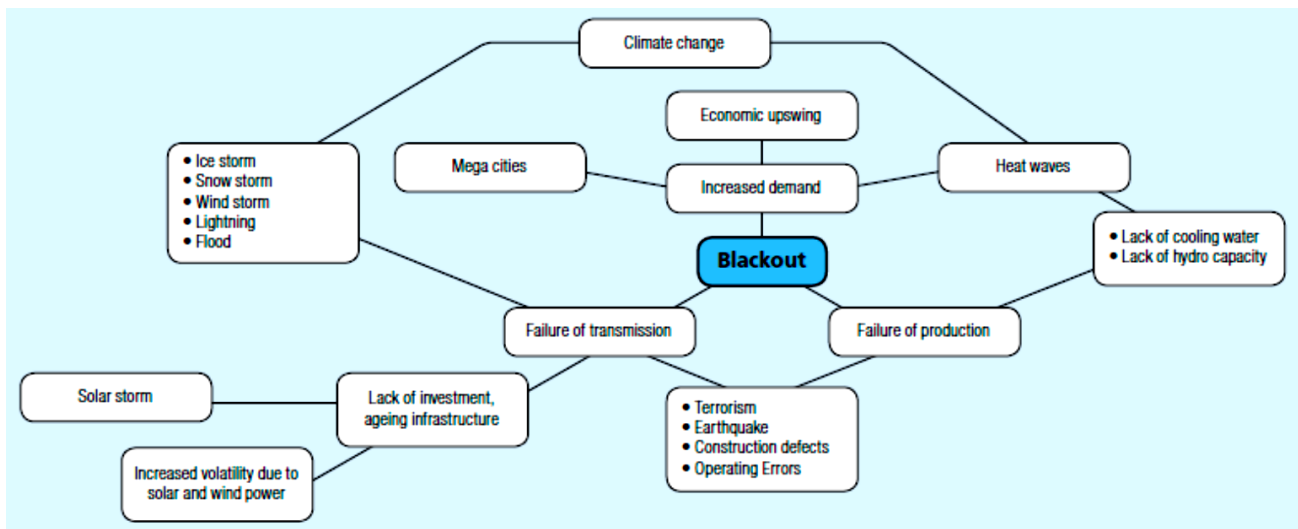 Climate change
Economic upswing
Mega cities
Increased demand
Heat waves
• Ice storm
• Snow storm
• Wind storm
• Lightning
• Flood
Blackout
• Lack of cooling water
• Lack of hydro capacity
Failure of transmission
Failure of production
Solar storm
Lack of investment,
ageing infrastructure
• Terrorism
• Earthquake
• Construction defects
• Operating Errors
Increased volatility due to
solar and wind power